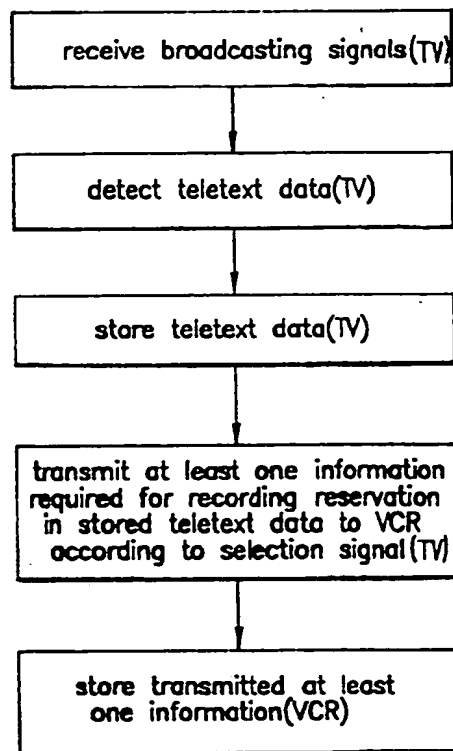 receive broadcasting signals(TV)
detect teletext data(TV)
store teletext data(TV)
transmit at least one information
required for recording reservation
in stored teletext data to VCR
according to selection signal(TV)
store transmitted at least
one information(VCR)